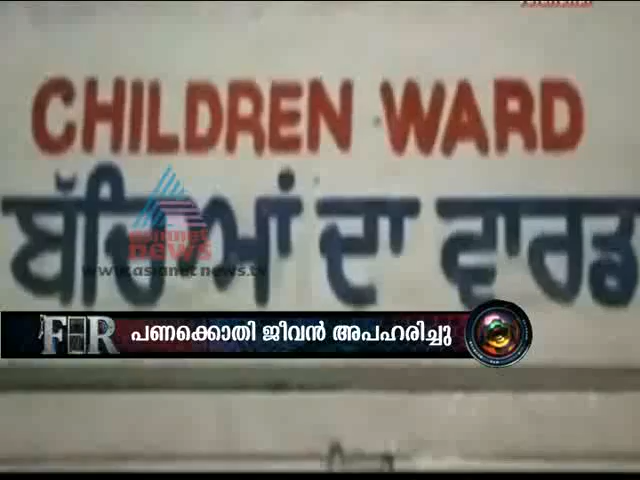 CHILDREN WARD
ਬੱਚਿਆਂ ਦਾ ਵਾਰਡ
asianet
NEWS
www.asianetnews.tv
FIR
പണക്കൊതി ജീവൻ അപഹരിച്ചു